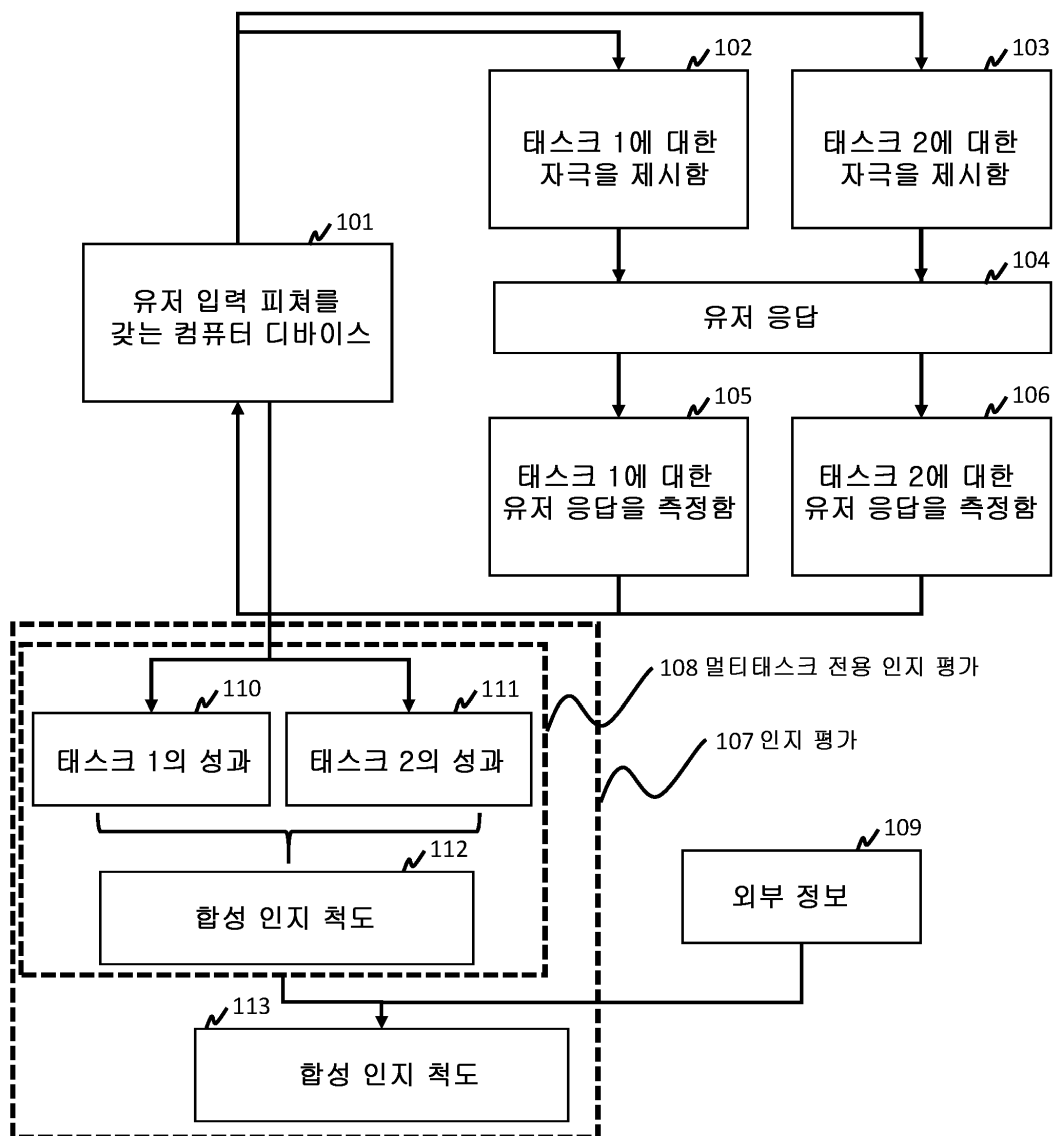 102
태스크 1에 대한
자극을 제시함
103
태스크 2에 대한
자극을 제시함
101
유저 입력 피쳐를
갖는 컴퓨터 디바이스
104
유저 응답
105
태스크 1에 대한
유저 응답을 측정함
106
태스크 2에 대한
유저 응답을 측정함
108 멀티태스크 전용 인지 평가
107 인지 평가
110
태스크 1의 성과
111
태스크 2의 성과
112
합성 인지 척도
109
외부 정보
113
합성 인지 척도